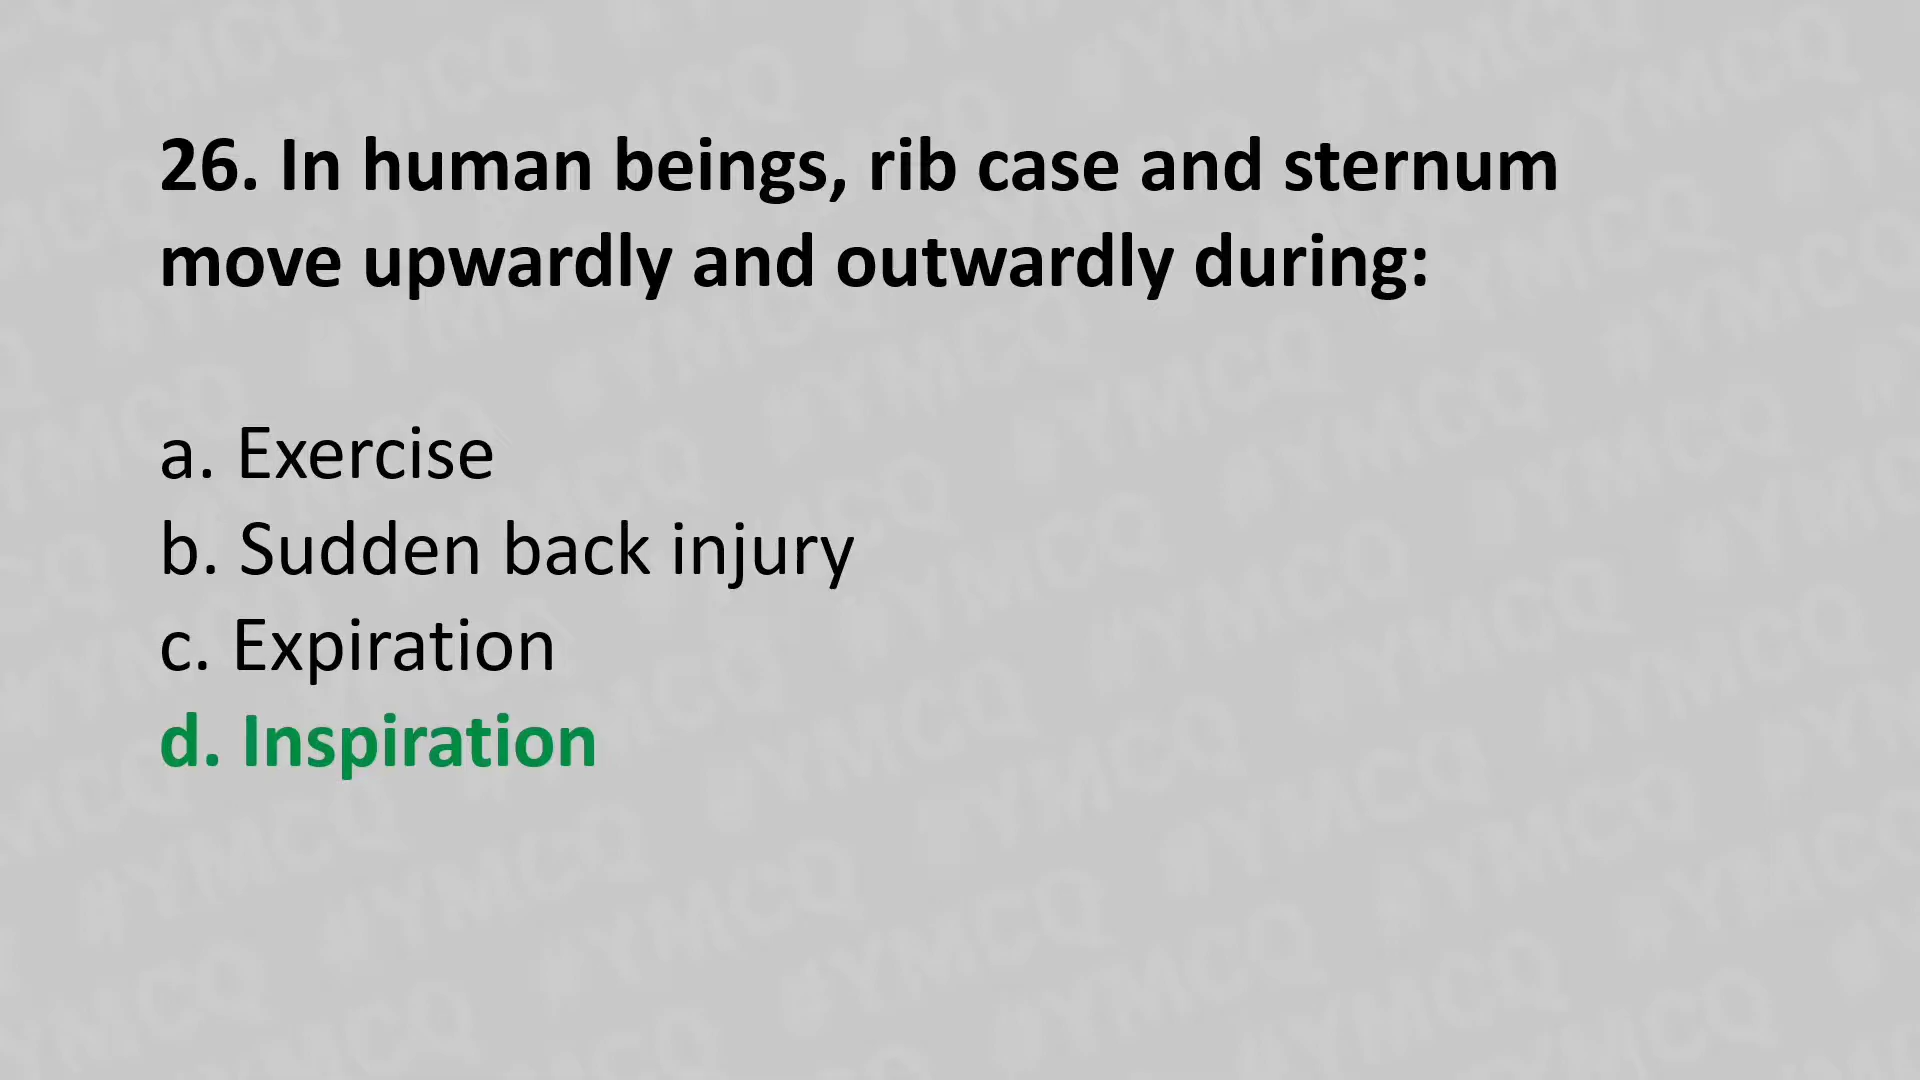 26. In human beings, rib case and sternum
move upwardly and outwardly during:
a. Exercise
b. Sudden back injury
c. Expiration
d. Inspiration
#YMCQ